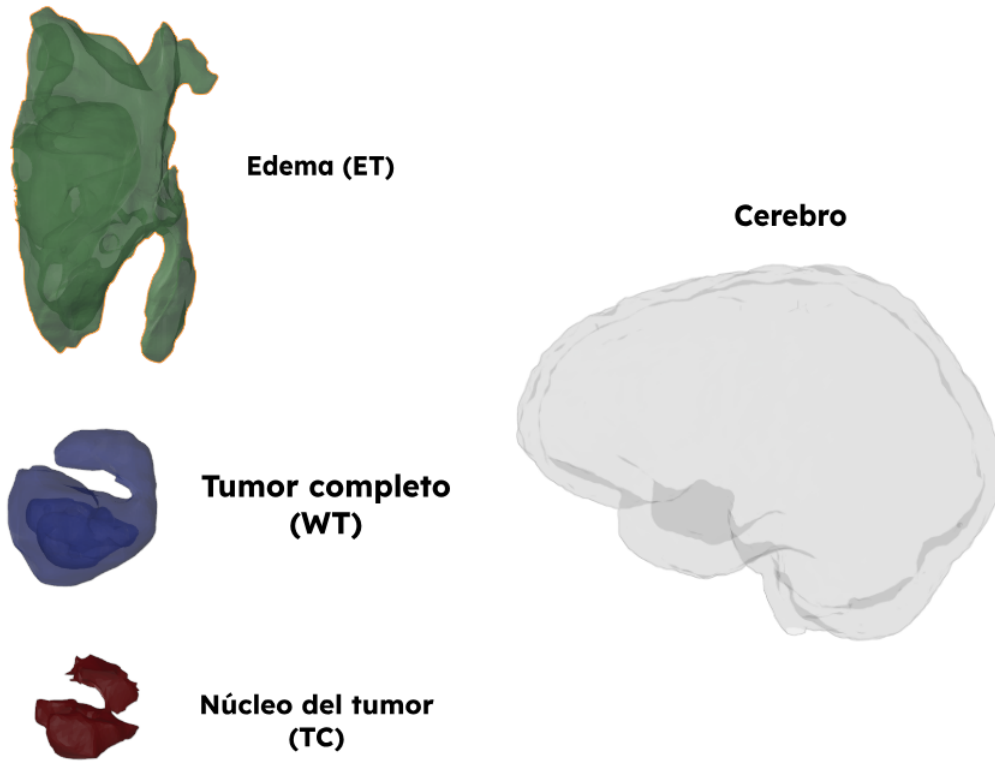 Edema (ET)
Cerebro
Tumor completo
(WT)
Núcleo del tumor
(TC)